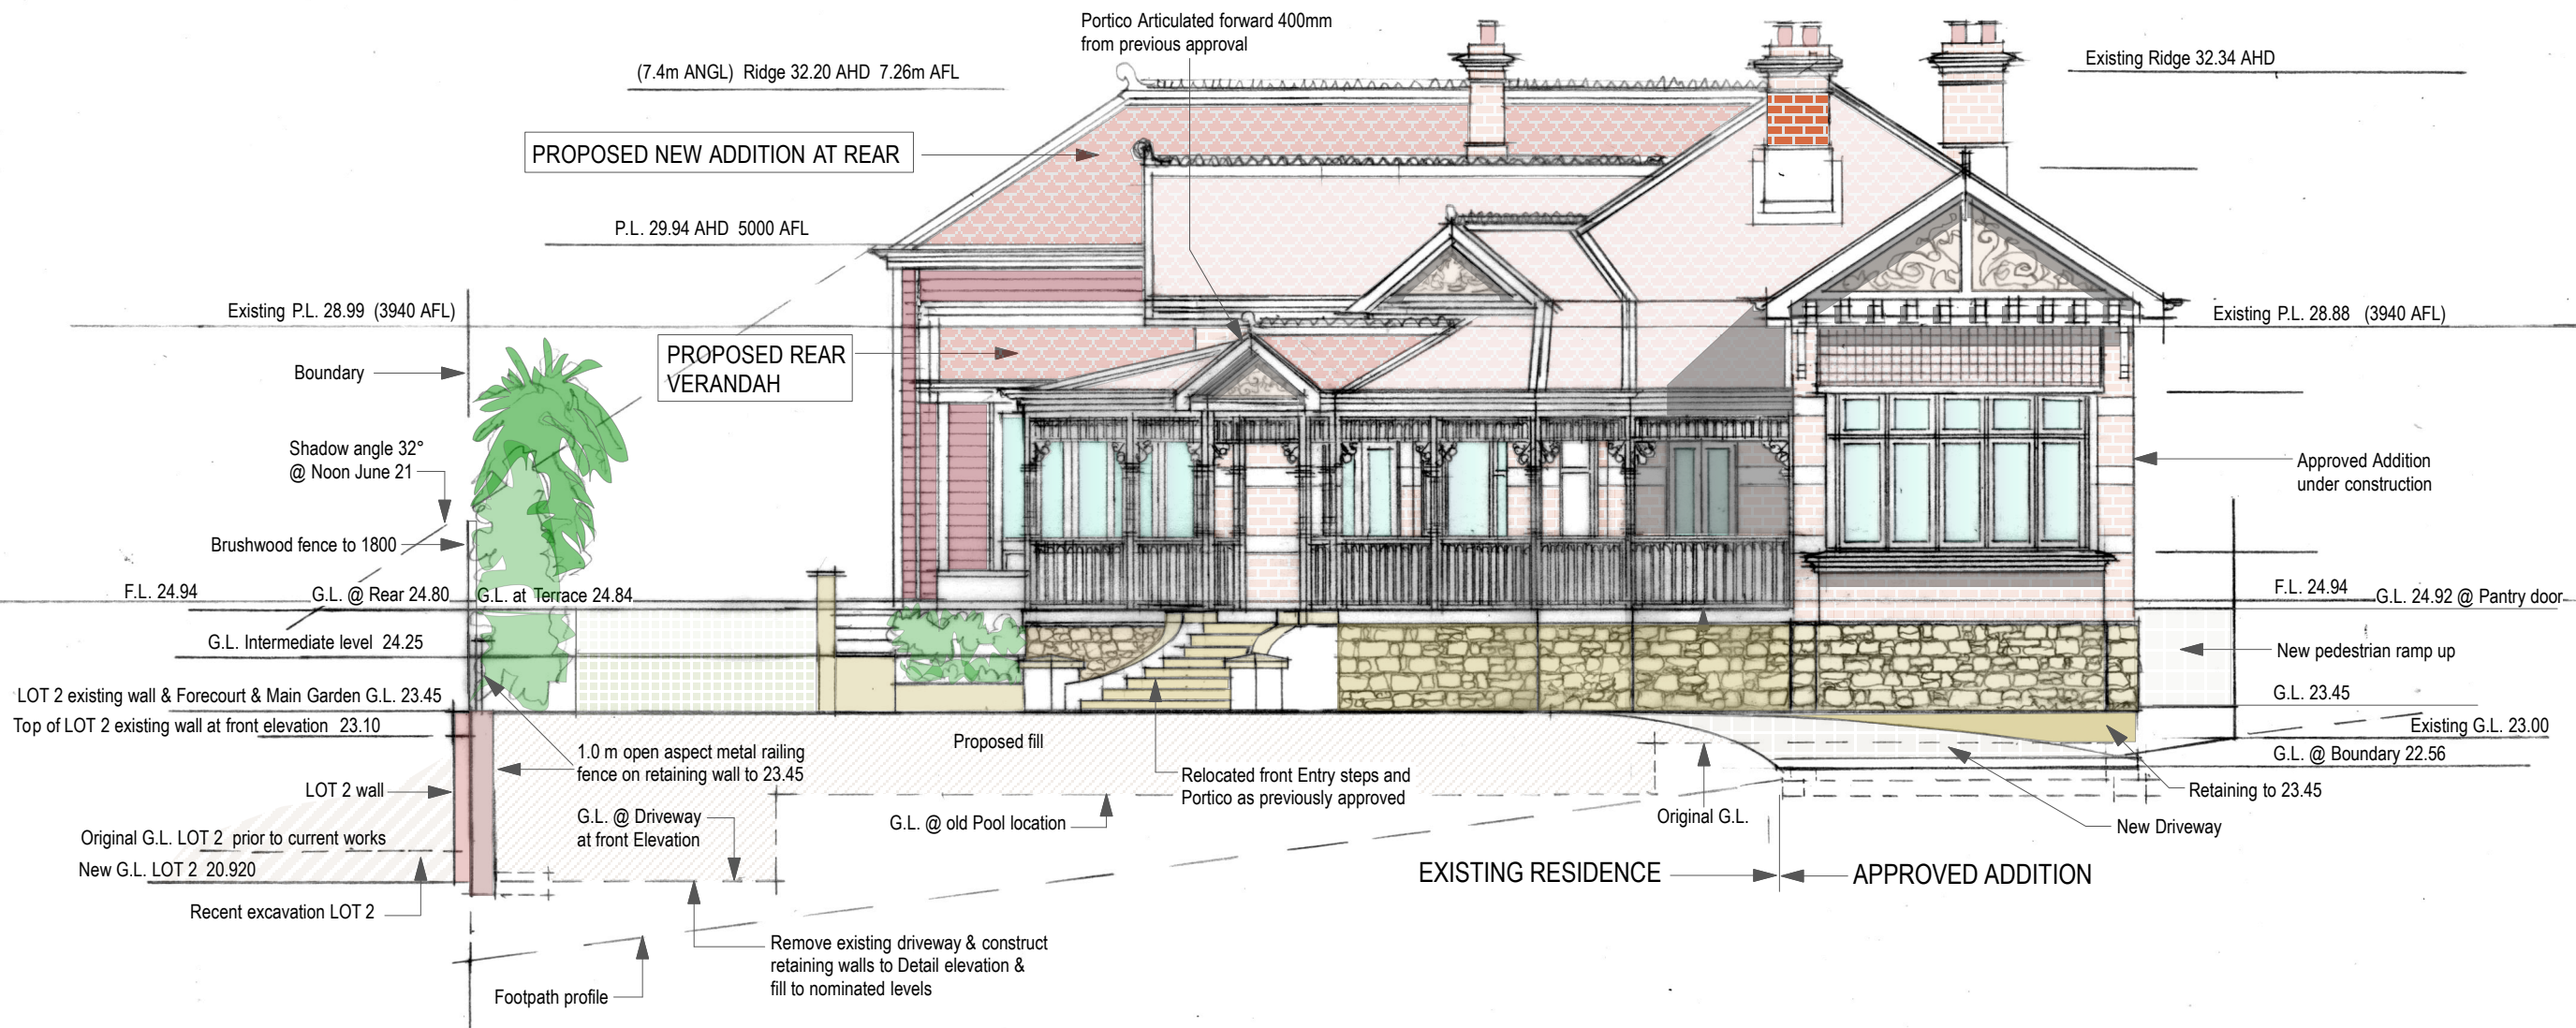 Portico Articulated forward 400mm
from previous approval
(7.4m ANGL)  Ridge 32.20 AHD  7.26m AFL
Existing Ridge 32.34 AHD
PROPOSED NEW ADDITION AT REAR
P.L. 29.94 AHD  5000 AFL
Existing P.L. 28.99  (3940 AFL)
Existing P.L. 28.88   (3940 AFL)
PROPOSED REAR
VERANDAH
Boundary
Shadow angle 32°
@ Noon June 21
Approved Addition
under construction
Brushwood fence to 1800
F.L. 24.94
G.L. @ Rear 24.80
G.L. at Terrace 24.84
F.L. 24.94
G.L. 24.92 @ Pantry door
G.L. Intermediate level  24.25
New pedestrian ramp up
LOT 2 existing wall & Forecourt & Main Garden G.L. 23.45
G.L. 23.45
Top of LOT 2 existing wall at front elevation  23.10
Existing G.L. 23.00
Proposed fill
1.0 m open aspect metal railing
fence on retaining wall to 23.45
G.L. @ Boundary 22.56
Relocated front Entry steps and
Portico as previously approved
LOT 2 wall
Retaining to 23.45
G.L. @ Driveway
at front Elevation
G.L. @ old Pool location
Original G.L.
New Driveway
Original G.L. LOT 2  prior to current works
New G.L. LOT 2  20.920
EXISTING RESIDENCE
APPROVED ADDITION
Recent excavation LOT 2
Remove existing driveway & construct
retaining walls to Detail elevation &
fill to nominated levels
Footpath profile